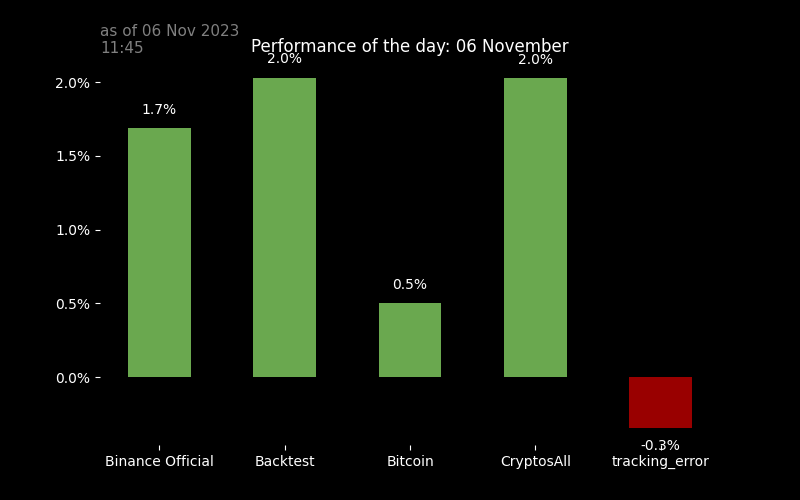 as of 06 Nov 2023
11:45
Performance of the day: 06 November
2.0%
1.5%
1.0%
0.5%
0.0%
1.7%
2.0%
0.5%
2.0%
-0.3%
Binance Official
Backtest
Bitcoin
CryptosAll
tracking_error